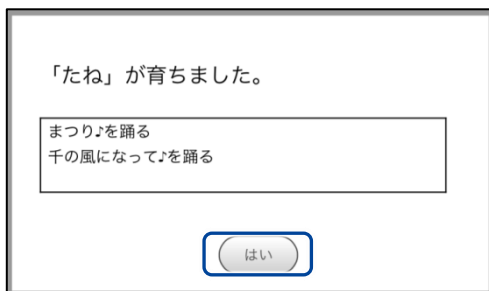 「たね」が育ちました。
まつり♪を踊る
千の風になって♪を踊る
はい